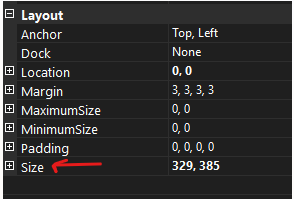 Layout
Anchor Top, Left
Dock None
Location 0, 0
Margin 3, 3, 3, 3
MaximumSize 0, 0
MinimumSize 0, 0
Padding 0, 0, 0, 0
Size 329, 385